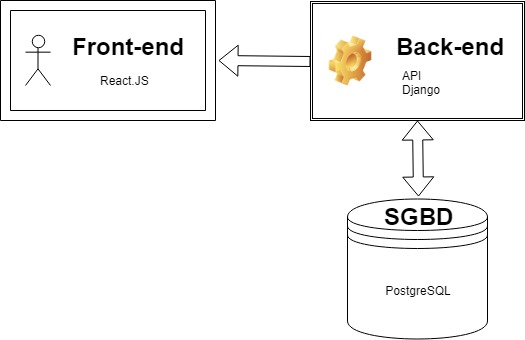 Front-end
React.JS
Back-end
API
Django
SGBD
PostgreSQL